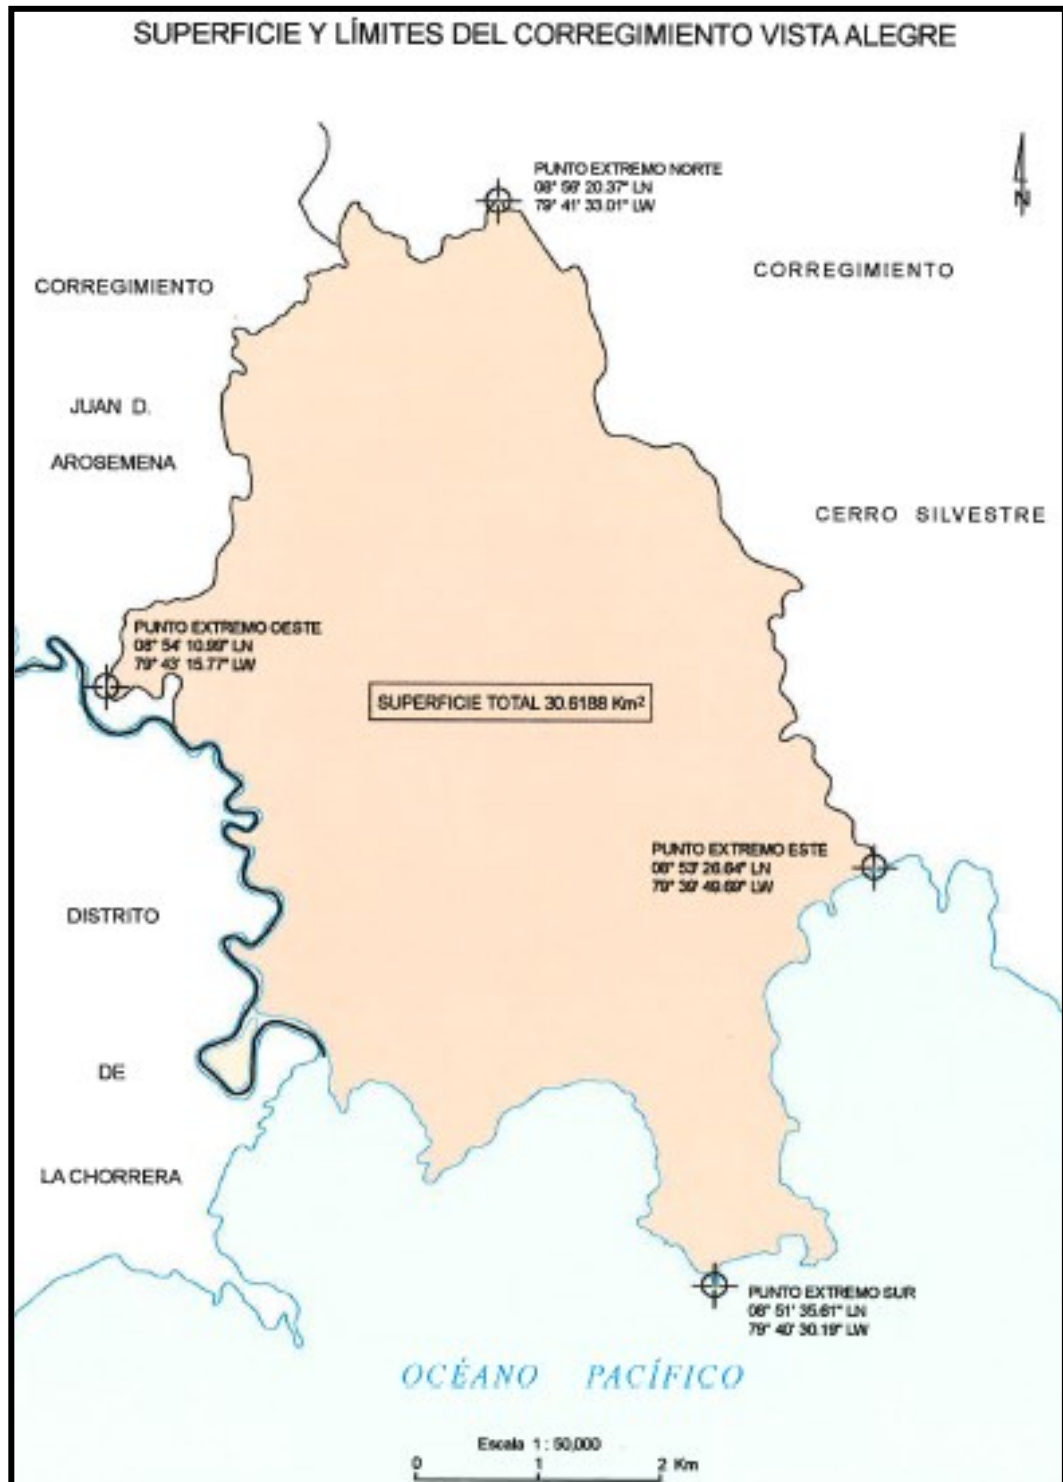 SUPERFICIE Y LÍMITES DEL CORREGIMIENTO VISTA ALEGRE
PUNTO EXTREMO NORTE
08° 56' 20.37" LN
79° 41' 33.01" LW
N
CORREGIMIENTO
JUAN D.
AROSEMENA
CORREGIMIENTO
CERRO SILVESTRE
PUNTO EXTREMO OESTE
08° 54' 10.99" LN
79° 43' 15.77" LW
SUPERFICIE TOTAL 30.6188 Km²
PUNTO EXTREMO ESTE
08° 53' 26.64" LN
79° 39' 49.69" LW
DISTRITO
DE
LA CHORRERA
PUNTO EXTREMO SUR
08° 51' 35.61" LN
79° 40' 30.19" LW
OCÉANO PACÍFICO
Escala 1 : 50,000
0 1 2 Km